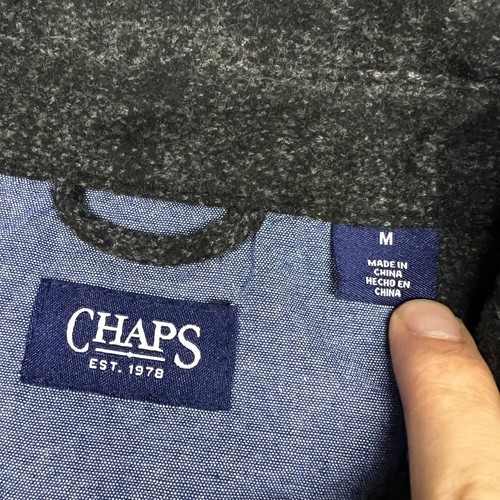 CHAPS
EST. 1978
M
MADE IN
CHINA
HECHO EN
CHINA